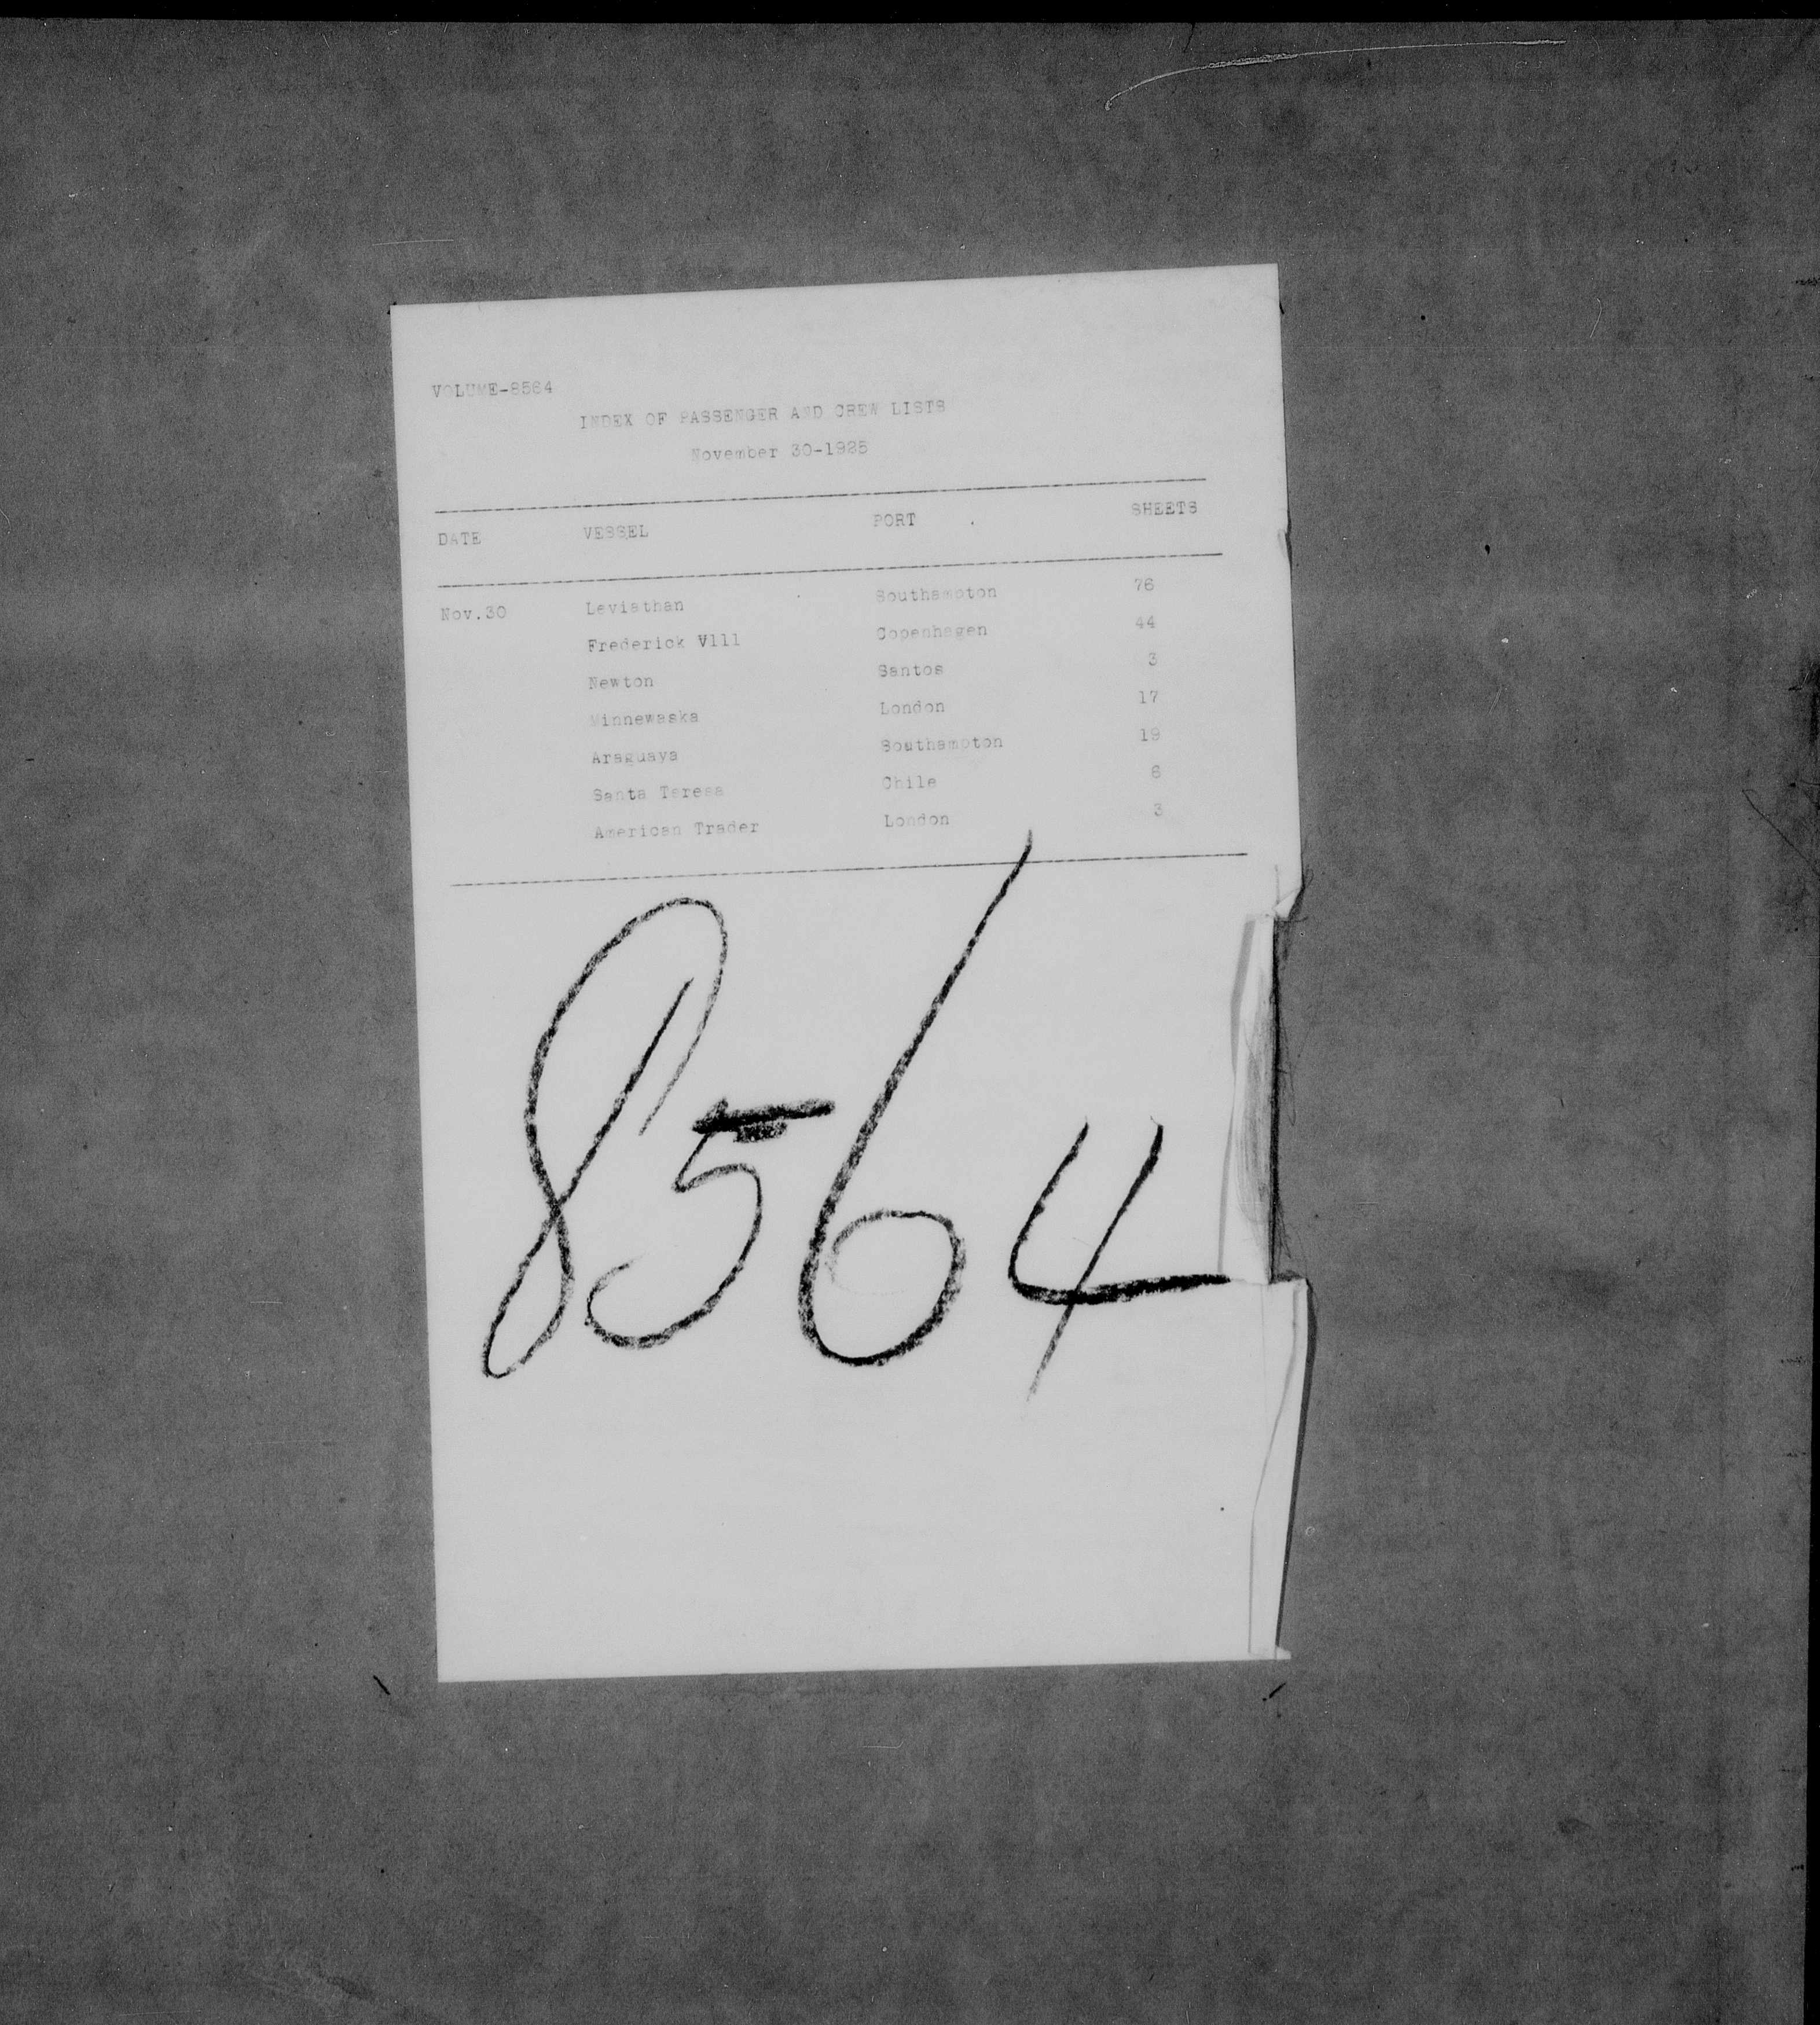 VOLUME-8564
INDEX OF PASSENGER AND CREW LISTS
November 30-1925
DATE VESSEL PORT SHEETS
Nov.30 Leviathan Southampton 76
Frederick Vlll Copenhagen 44
Newton Santos 3
Minnewaska London 17
Araguaya Southampton 19
Santa Teresa Chile 6
American Trader London 3
8564